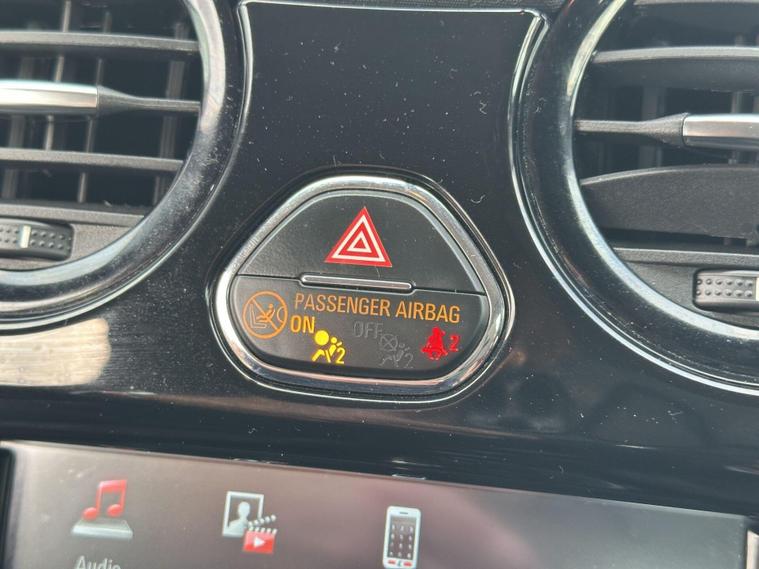 PASSENGER AIRBAG
ON OFF
2 2 2
Audio